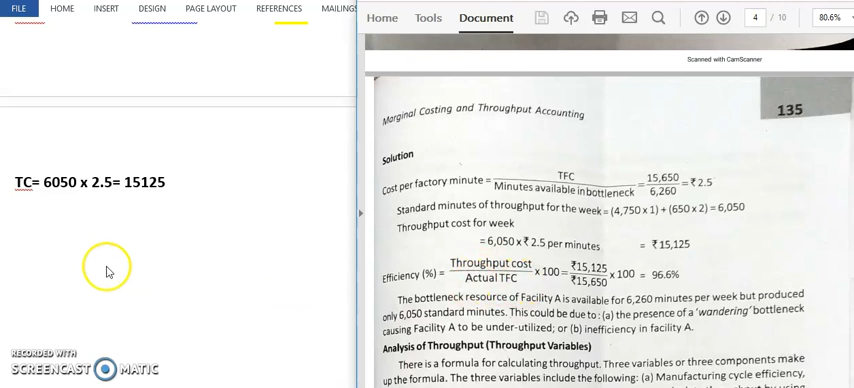 FILE HOME INSERT DESIGN PAGE LAYOUT REFERENCES MAILINGS
Home Tools Document 4 / 10 80.6%
Scanned with CamScanner
TC= 6050 x 2.5= 15125
RECORDED WITH
SCREENCAST MATIC
Marginal Costing and Throughput Accounting 135
Solution
Cost per factory minute = TFC / Minutes available in bottleneck = 15,650 / 6,260 = ₹ 2.5
Standard minutes of throughput for the week = (4,750 x 1) + (650 x 2) = 6,050
Throughput cost for week
= 6,050 x ₹ 2.5 per minutes = ₹ 15,125
Efficiency (%) = Throughput cost / Actual TFC x 100 = ₹15,125 / ₹15,650 x 100 = 96.6%
The bottleneck resource of Facility A is available for 6,260 minutes per week but produced
only 6,050 standard minutes. This could be due to : (a) the presence of a 'wandering' bottleneck
causing Facility A to be under-utilized; or (b) inefficiency in facility A.
Analysis of Throughput (Throughput Variables)
There is a formula for calculating throughput. Three variables or three components make
up the formula. The three variables include the following: (a) Manufacturing cycle efficiency,